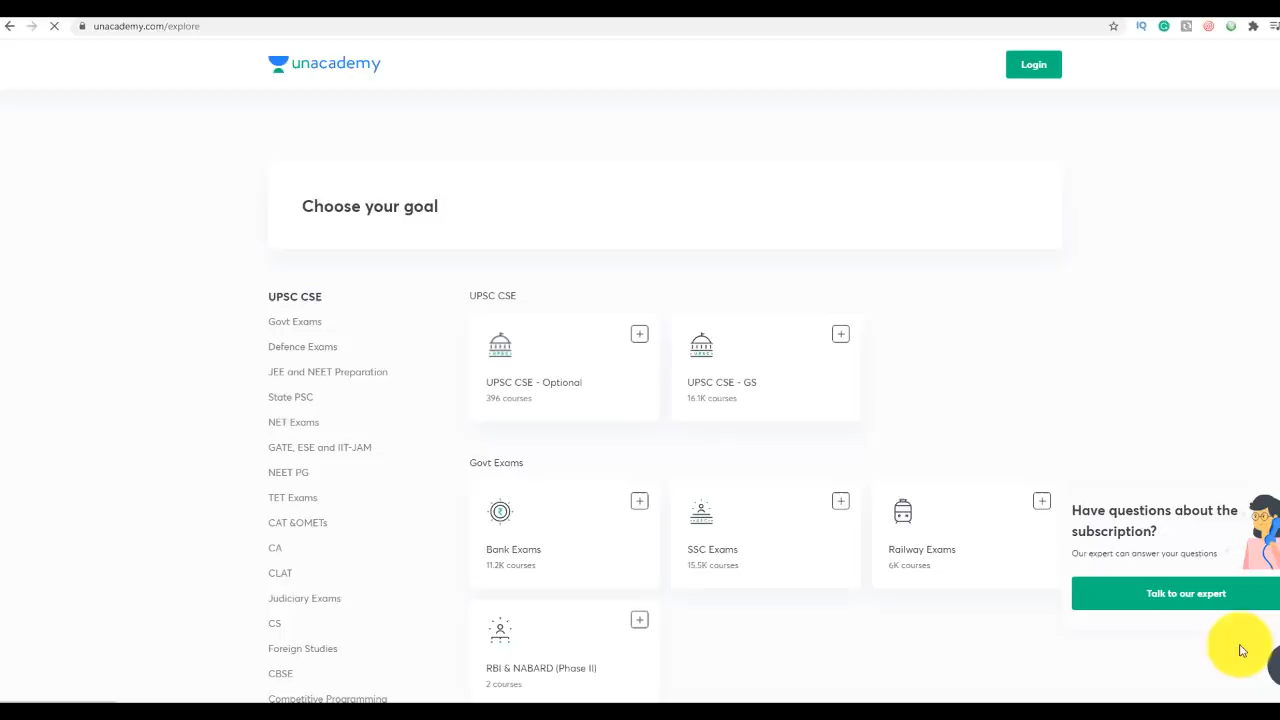 unacademy.com/explore
IQ
unacademy
Login
Choose your goal
UPSC CSE
Govt Exams
Defence Exams
JEE and NEET Preparation
State PSC
NET Exams
GATE, ESE and IIT-JAM
NEET PG
TET Exams
CAT &OMETs
CA
CLAT
Judiciary Exams
CS
Foreign Studies
CBSE
Competitive Programming
UPSC CSE
UPSC CSE - Optional
396 courses
UPSC CSE - GS
16.1K courses
Govt Exams
Bank Exams
11.2K courses
SSC Exams
15.5K courses
Railway Exams
6K courses
RBI & NABARD (Phase II)
2 courses
Have questions about the
subscription?
Our expert can answer your questions
Talk to our expert